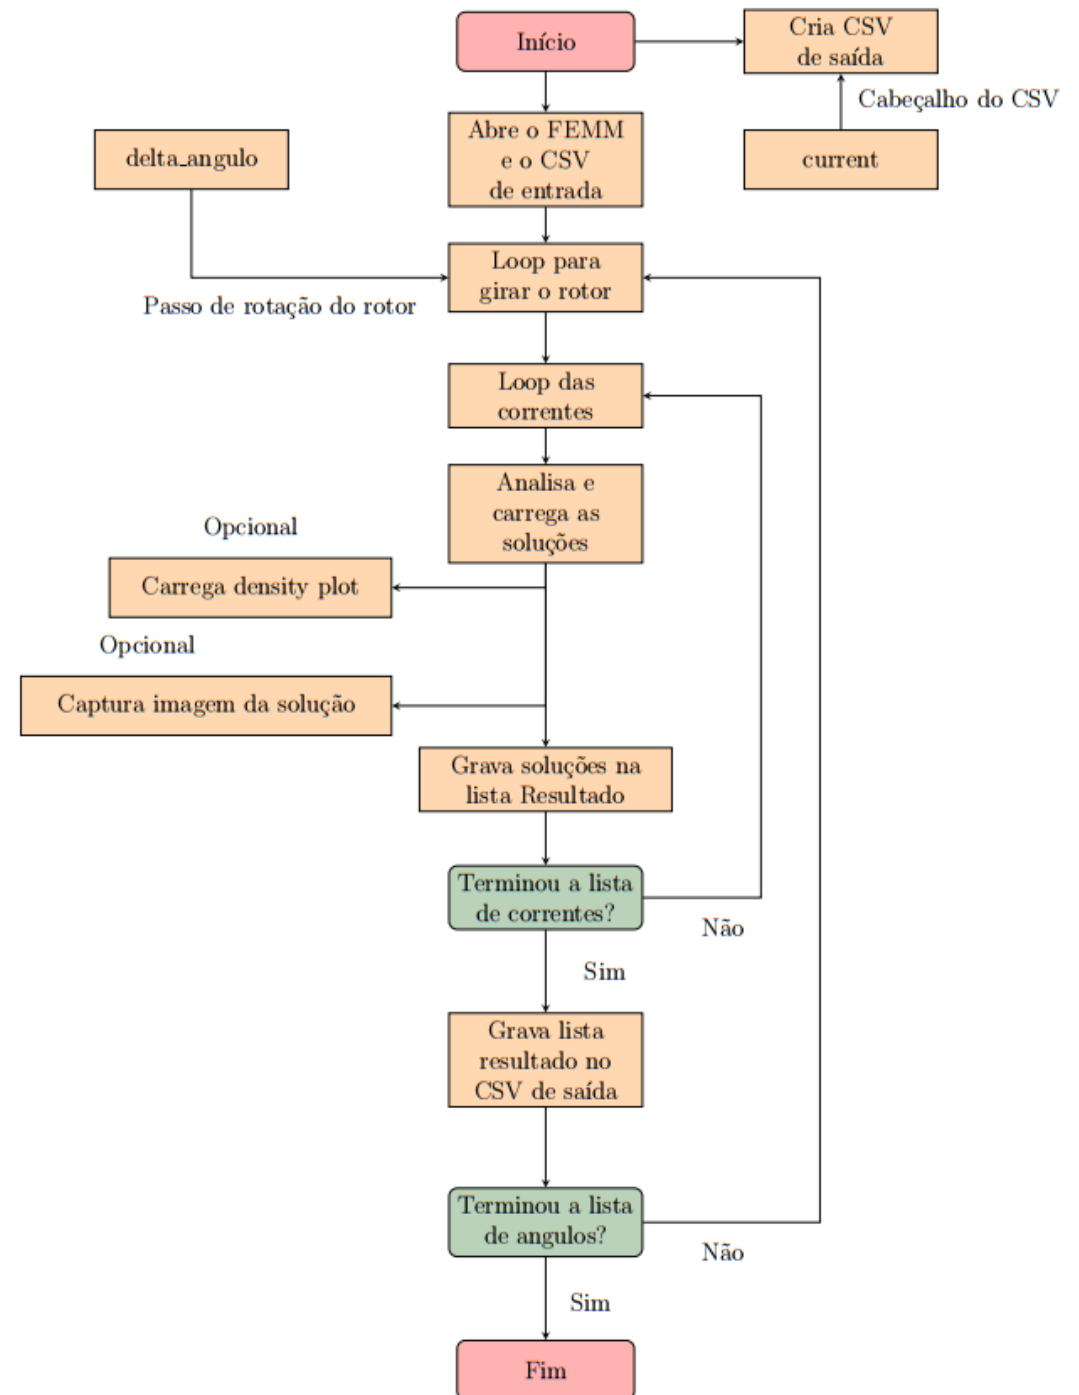 Início
Cria CSV
de saída
Cabeçalho do CSV
current
Abre o FEMM
e o CSV
de entrada
delta_angulo
Passo de rotação do rotor
Loop para
girar o rotor
Loop das
correntes
Analisa e
carrega as
soluções
Opcional
Carrega density plot
Opcional
Captura imagem da solução
Grava soluções na
lista Resultado
Terminou a lista
de correntes?
Não
Sim
Grava lista
resultado no
CSV de saída
Terminou a lista
de angulos?
Não
Sim
Fim